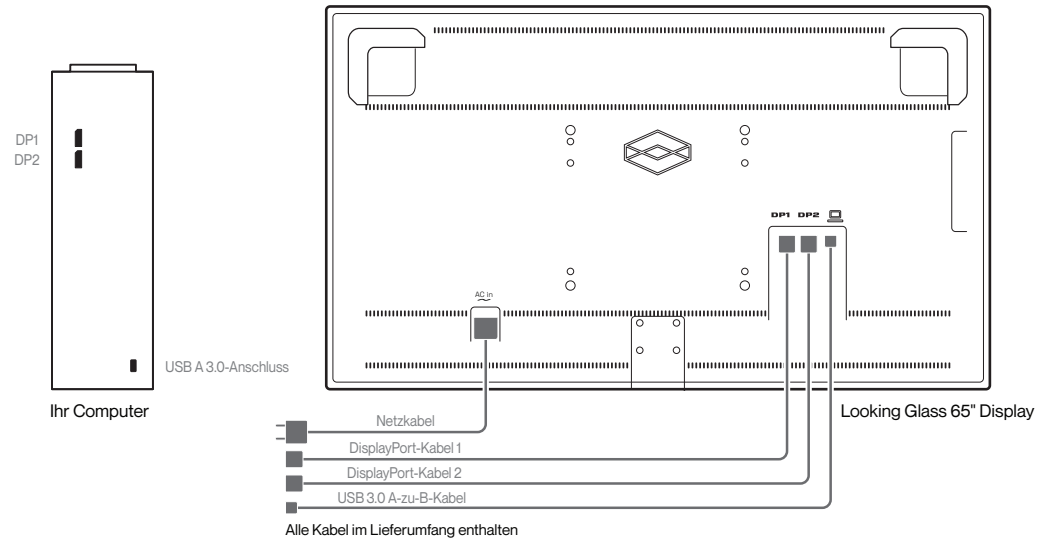 DP1
DP2
USB A 3.0-Anschluss
Ihr Computer
DP1 DP2
AC in
Looking Glass 65" Display
Netzkabel
DisplayPort-Kabel 1
DisplayPort-Kabel 2
USB 3.0 A-zu-B-Kabel
Alle Kabel im Lieferumfang enthalten